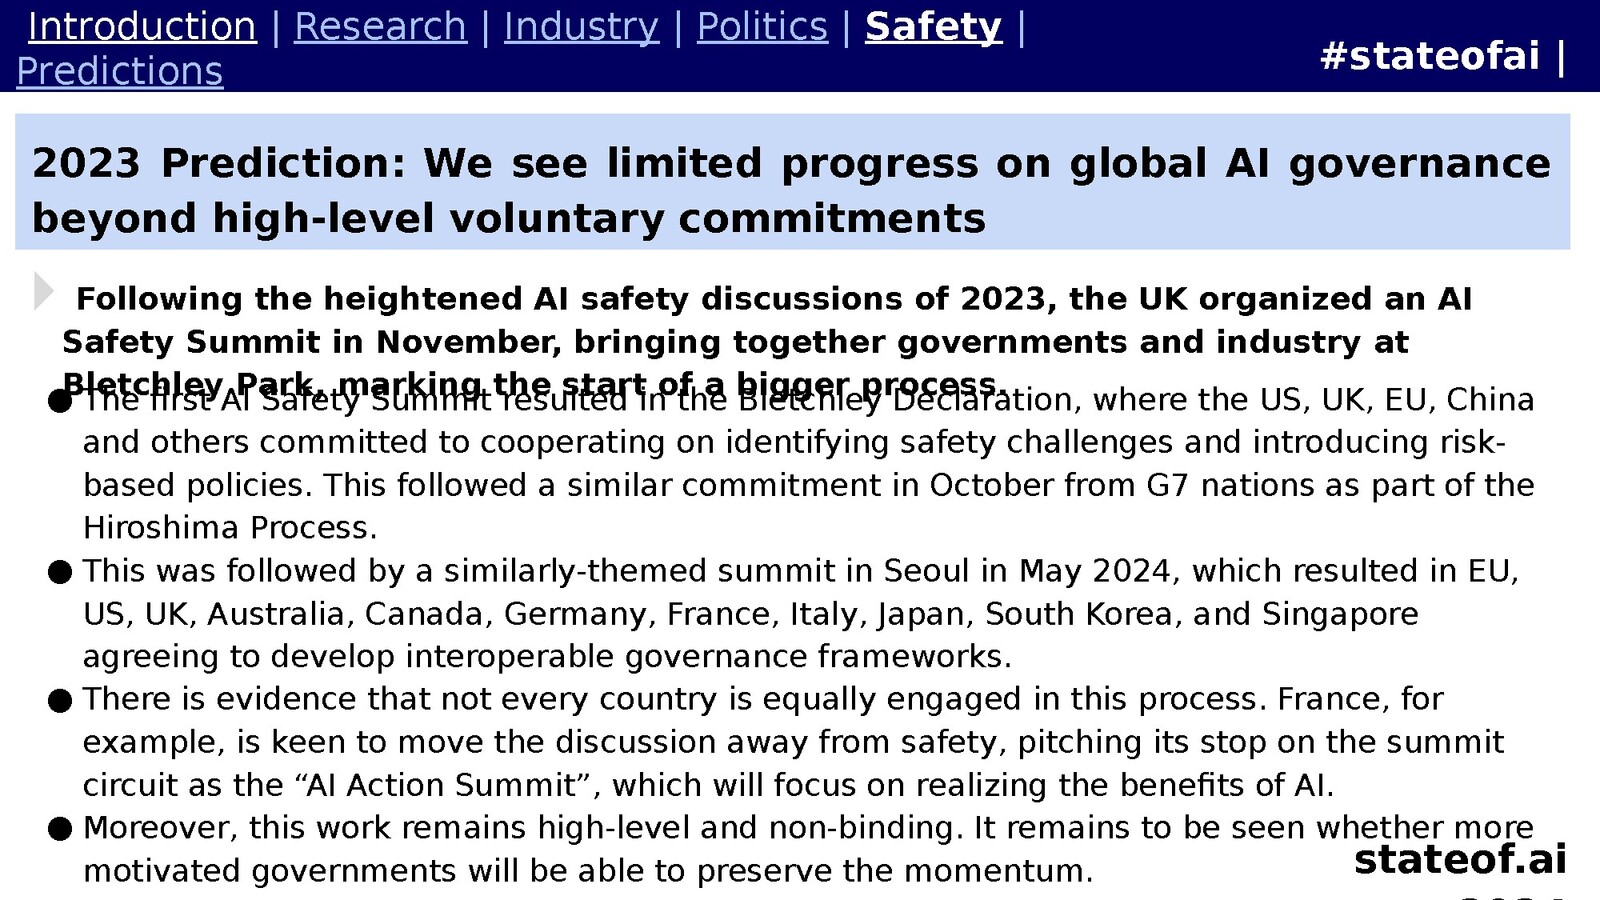 Introduction | Research | Industry | Politics | Safety |
Predictions
#stateofai |
2023 Prediction: We see limited progress on global AI governance
beyond high-level voluntary commitments
Following the heightened AI safety discussions of 2023, the UK organized an AI
Safety Summit in November, bringing together governments and industry at
Bletchley Park, marking the start of a bigger process.
● The first AI Safety Summit resulted in the Bletchley Declaration, where the US, UK, EU, China
and others committed to cooperating on identifying safety challenges and introducing risk-
based policies. This followed a similar commitment in October from G7 nations as part of the
Hiroshima Process.
● This was followed by a similarly-themed summit in Seoul in May 2024, which resulted in EU,
US, UK, Australia, Canada, Germany, France, Italy, Japan, South Korea, and Singapore
agreeing to develop interoperable governance frameworks.
● There is evidence that not every country is equally engaged in this process. France, for
example, is keen to move the discussion away from safety, pitching its stop on the summit
circuit as the “AI Action Summit”, which will focus on realizing the benefits of AI.
● Moreover, this work remains high-level and non-binding. It remains to be seen whether more
motivated governments will be able to preserve the momentum.
stateof.ai